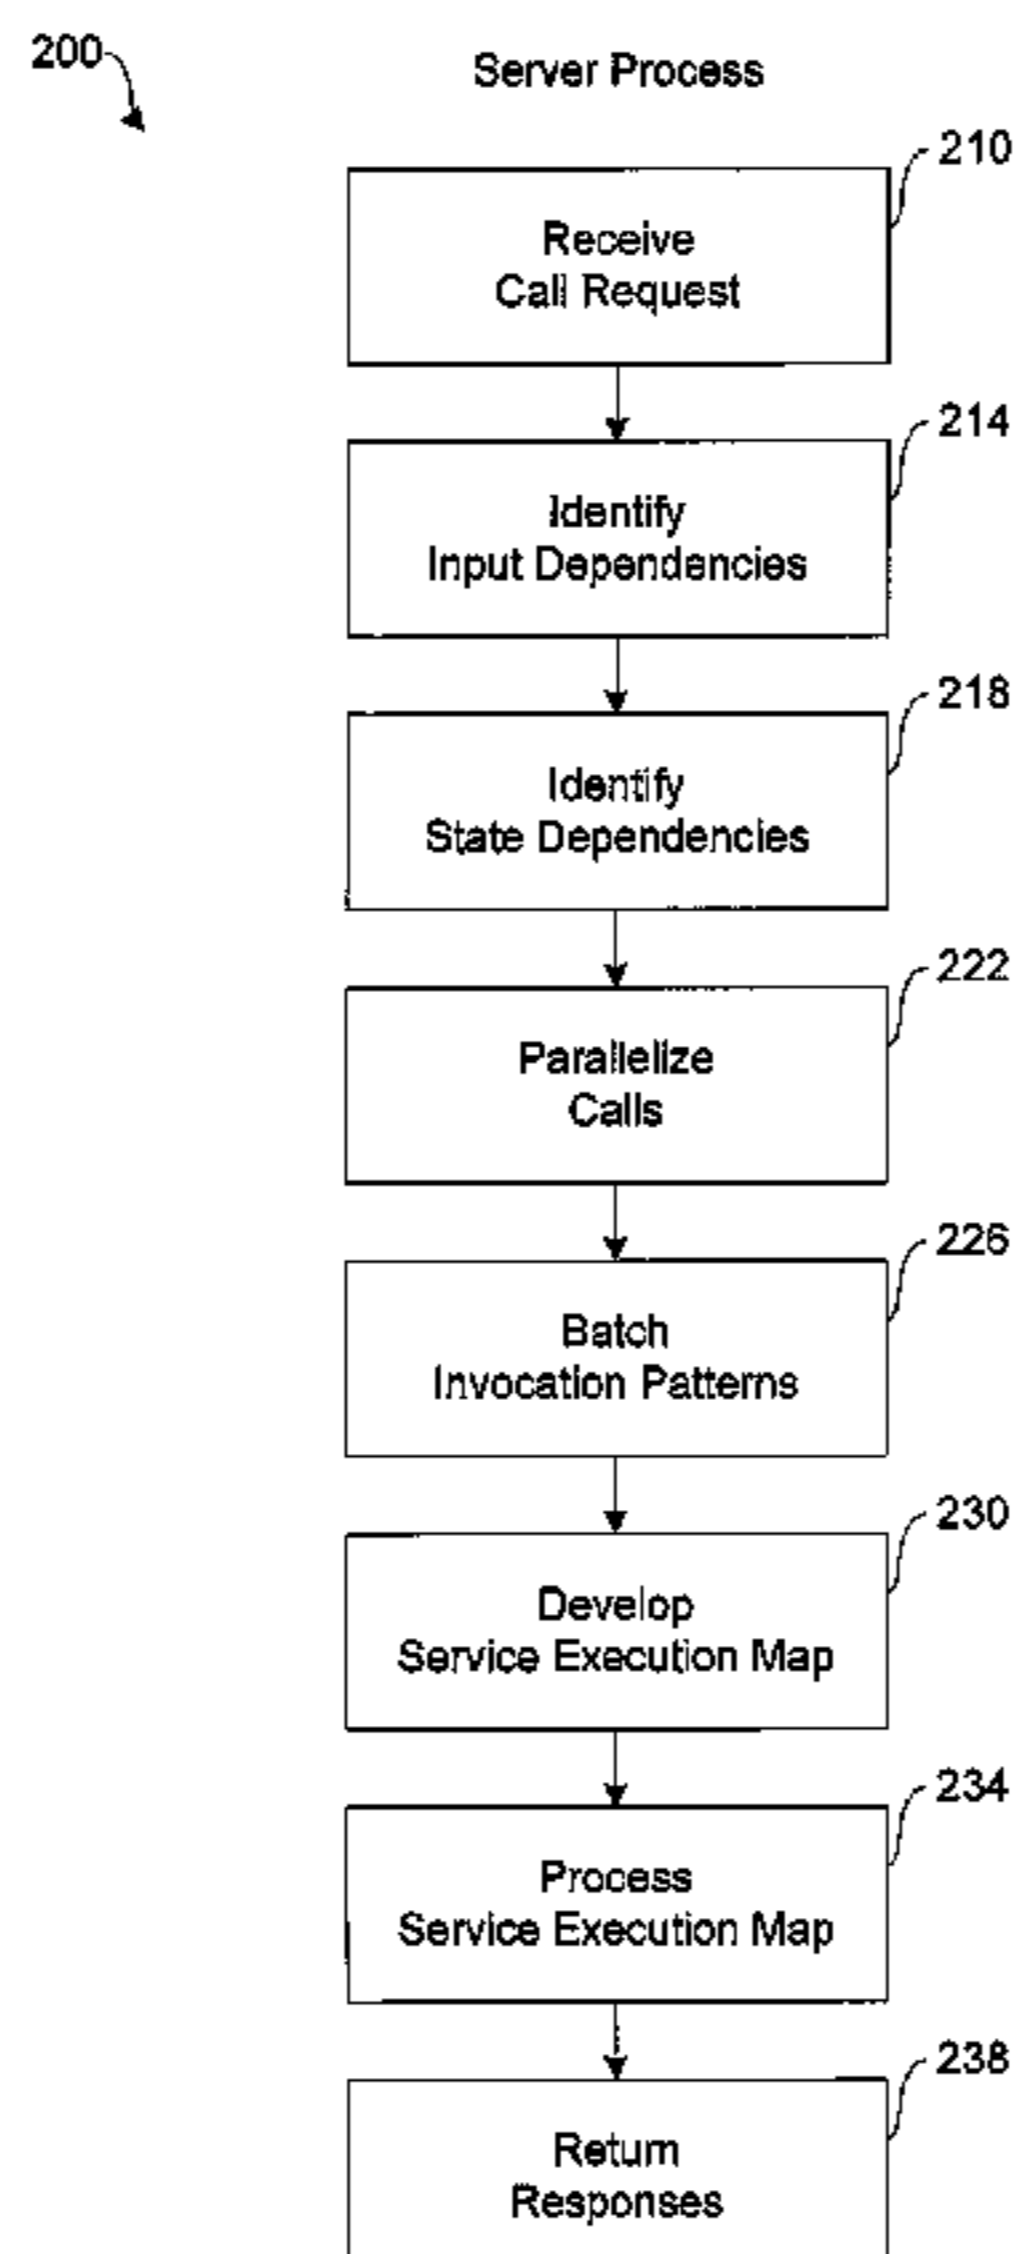 200
Server Process
210
Receive
Call Request
214
Identify
Input Dependencies
218
Identify
State Dependencies
222
Parallelize
Calls
226
Batch
Invocation Patterns
230
Develop
Service Execution Map
234
Process
Service Execution Map
238
Return
Responses